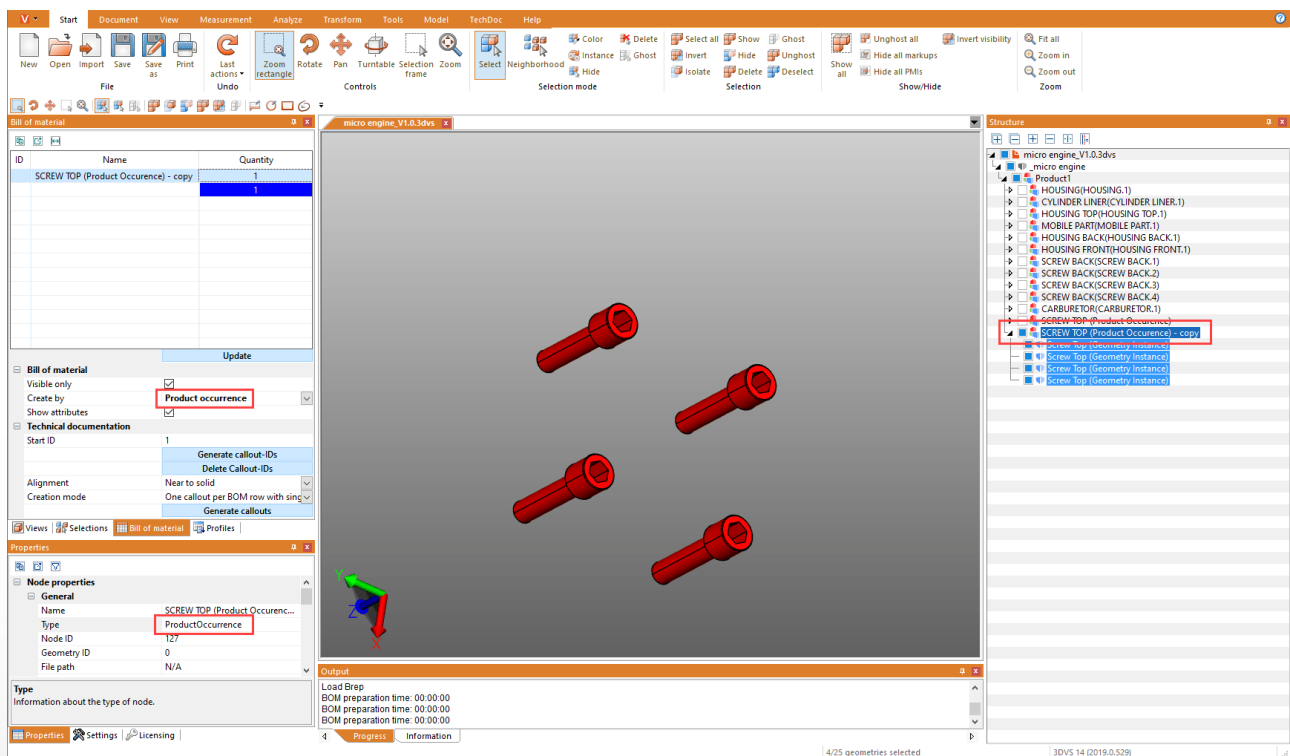 V Start Document View Measurement Analyze Transform Tools Model TechDoc Help
New Open Import Save Save as Print
File
Last actions
Undo
Zoom rectangle Rotate Pan Turntable Selection frame Zoom
Controls
Select Neighborhood
Color Delete
Instance Ghost
Hide
Selection mode
Select all Show Ghost
Invert Hide Unghost
Isolate Delete Deselect
Selection
Show all
Unghost all Invert visibility
Hide all markups
Hide all PMIs
Show/Hide
Fit all
Zoom in
Zoom out
Zoom
Bill of material
ID Name Quantity
SCREW TOP (Product Occurence) - copy 1
1
Update
Bill of material
Visible only
Create by Product occurrence
Show attributes
Technical documentation
Start ID 1
Generate callout-IDs
Delete Callout-IDs
Alignment Near to solid
Creation mode One callout per BOM row with sing
Generate callouts
Views Selections Bill of material Profiles
Properties
Node properties
General
Name SCREW TOP (Product Occurenc...
Type ProductOccurrence
Node ID 127
Geometry ID 0
File path N/A
Type
Information about the type of node.
Properties Settings Licensing
micro engine_V1.0.3dvs
Y
Z
X
Output
Load Brep
BOM preparation time: 00:00:00
BOM preparation time: 00:00:00
BOM preparation time: 00:00:00
Progress Information
Structure
micro engine_V1.0.3dvs
_micro engine
Product1
HOUSING(HOUSING.1)
CYLINDER LINER(CYLINDER LINER.1)
HOUSING TOP(HOUSING TOP.1)
MOBILE PART(MOBILE PART.1)
HOUSING BACK(HOUSING BACK.1)
HOUSING FRONT(HOUSING FRONT.1)
SCREW BACK(SCREW BACK.1)
SCREW BACK(SCREW BACK.2)
SCREW BACK(SCREW BACK.3)
SCREW BACK(SCREW BACK.4)
CARBURETOR(CARBURETOR.1)
SCREW TOP (Product Occurence)
SCREW TOP (Product Occurence) - copy
Screw Top (Geometry Instance)
Screw Top (Geometry Instance)
Screw Top (Geometry Instance)
Screw Top (Geometry Instance)
4/25 geometries selected 3DVS 14 (2019.0.529)